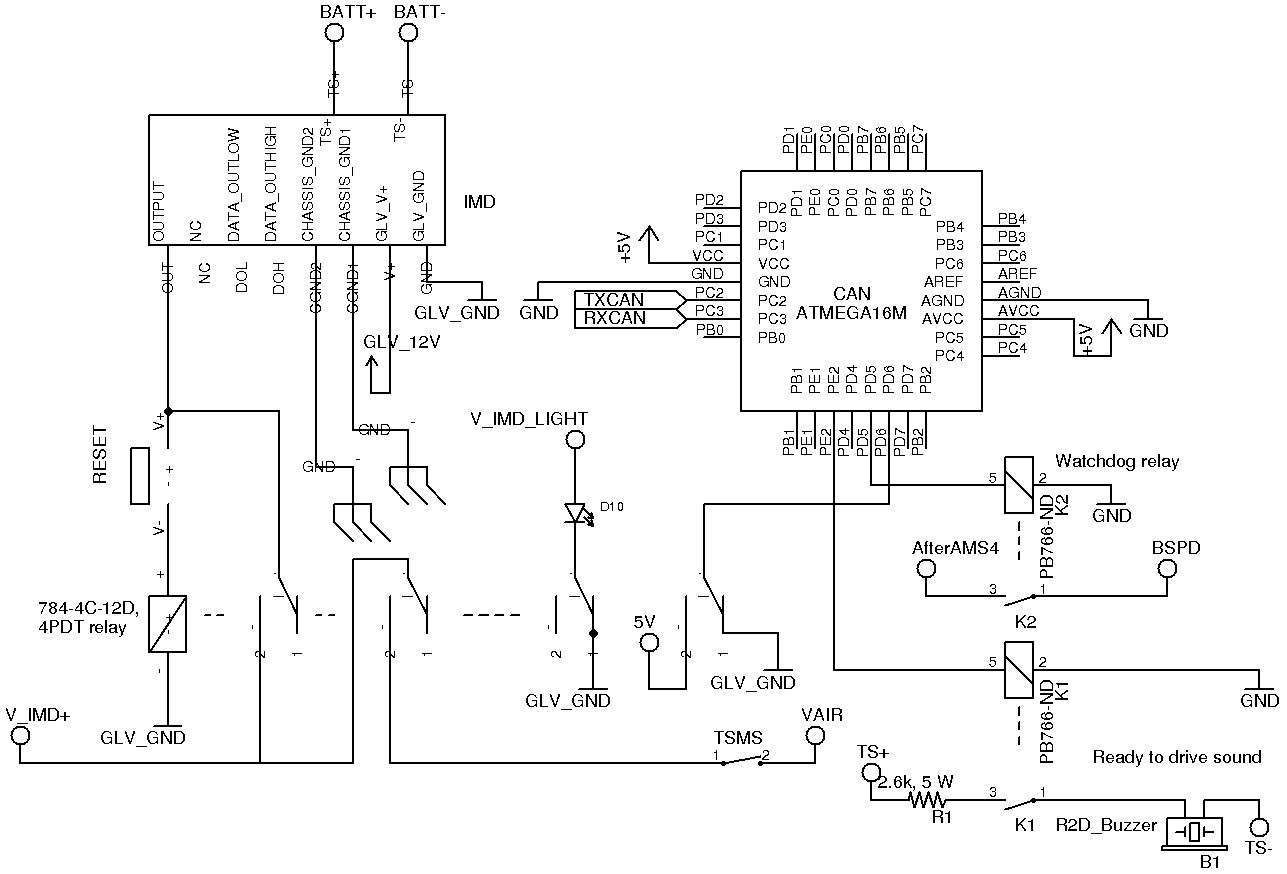 BATT+ BATT-
TS+ TS
TS+ TS-
OUTPUT NC DATA_OUTLOW DATA_OUTHIGH CHASSIS_GND2 CHASSIS_GND1 GLV_V+ GLV_GND
IMD
OUT NC DOL DOH CGND2 CGND1 V+ GND
GLV_GND
GLV_12V
PD1 PE0 PC0 PD0 PB7 PB6 PB5 PC7
PD1 PE0 PC0 PD0 PB7 PB6 PB5 PC7
PD2 PD2
PD3 PD3
PC1 PC1
VCC VCC
GND GND
PC2 PC2
PC3 PC3
PB0 PB0
+5V
GND
TXCAN
RXCAN
CAN
ATMEGA16M
PB4 PB4
PB3 PB3
PC6 PC6
AREF AREF
AGND AGND
AVCC AVCC
PC5 PC5
PC4 PC4
+5V
GND
PB1 PE1 PE2 PD4 PD5 PD6 PD7 PB2
PB1 PE1 PE2 PD4 PD5 PD6 PD7 PB2
V+
RESET
+
-
V-
GND -
GND -
V_IMD_LIGHT
D10
Watchdog relay
5 2
GND
PB766-ND
K2
AfterAMS4 BSPD
3 1
K2
784-4C-12D,
4PDT relay
+
+
-
-
GLV_GND
2 1
2 1
2 1
GLV_GND
5V
2 1
GLV_GND
5 2
GND
PB766-ND
K1
V_IMD+
TSMS
1 2
VAIR
Ready to drive sound
TS+
2.6k, 5 W
R1
3 1
K1
R2D_Buzzer
B1
TS-